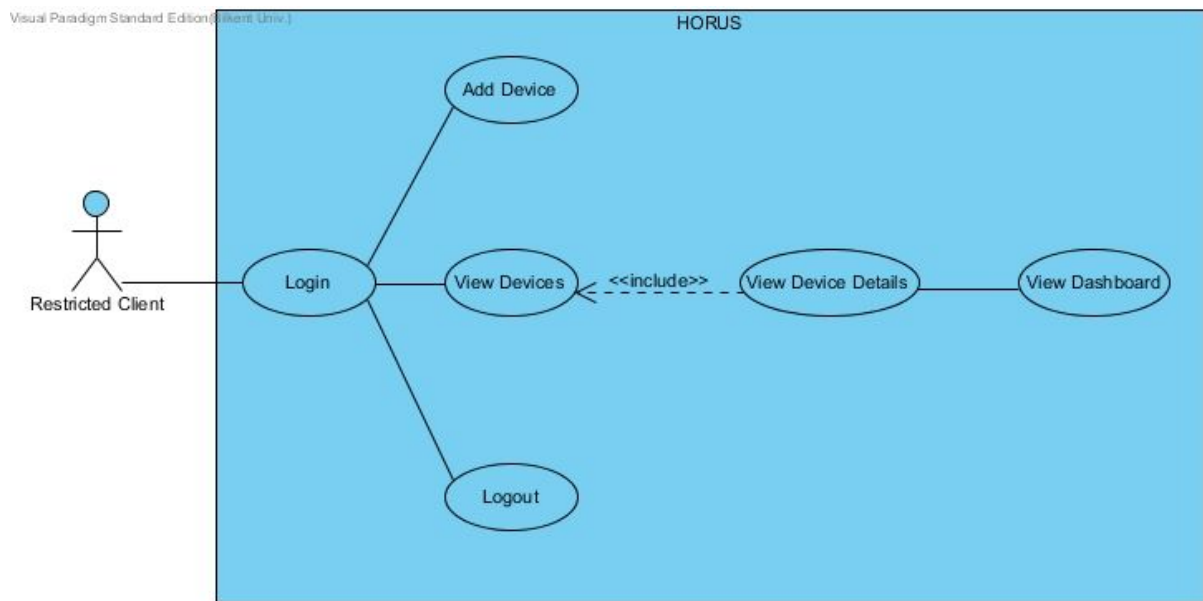 Visual Paradigm Standard Edition(Bilkent Univ.)
HORUS
Add Device
Restricted Client
Login
View Devices
<<include>>
View Device Details
View Dashboard
Logout